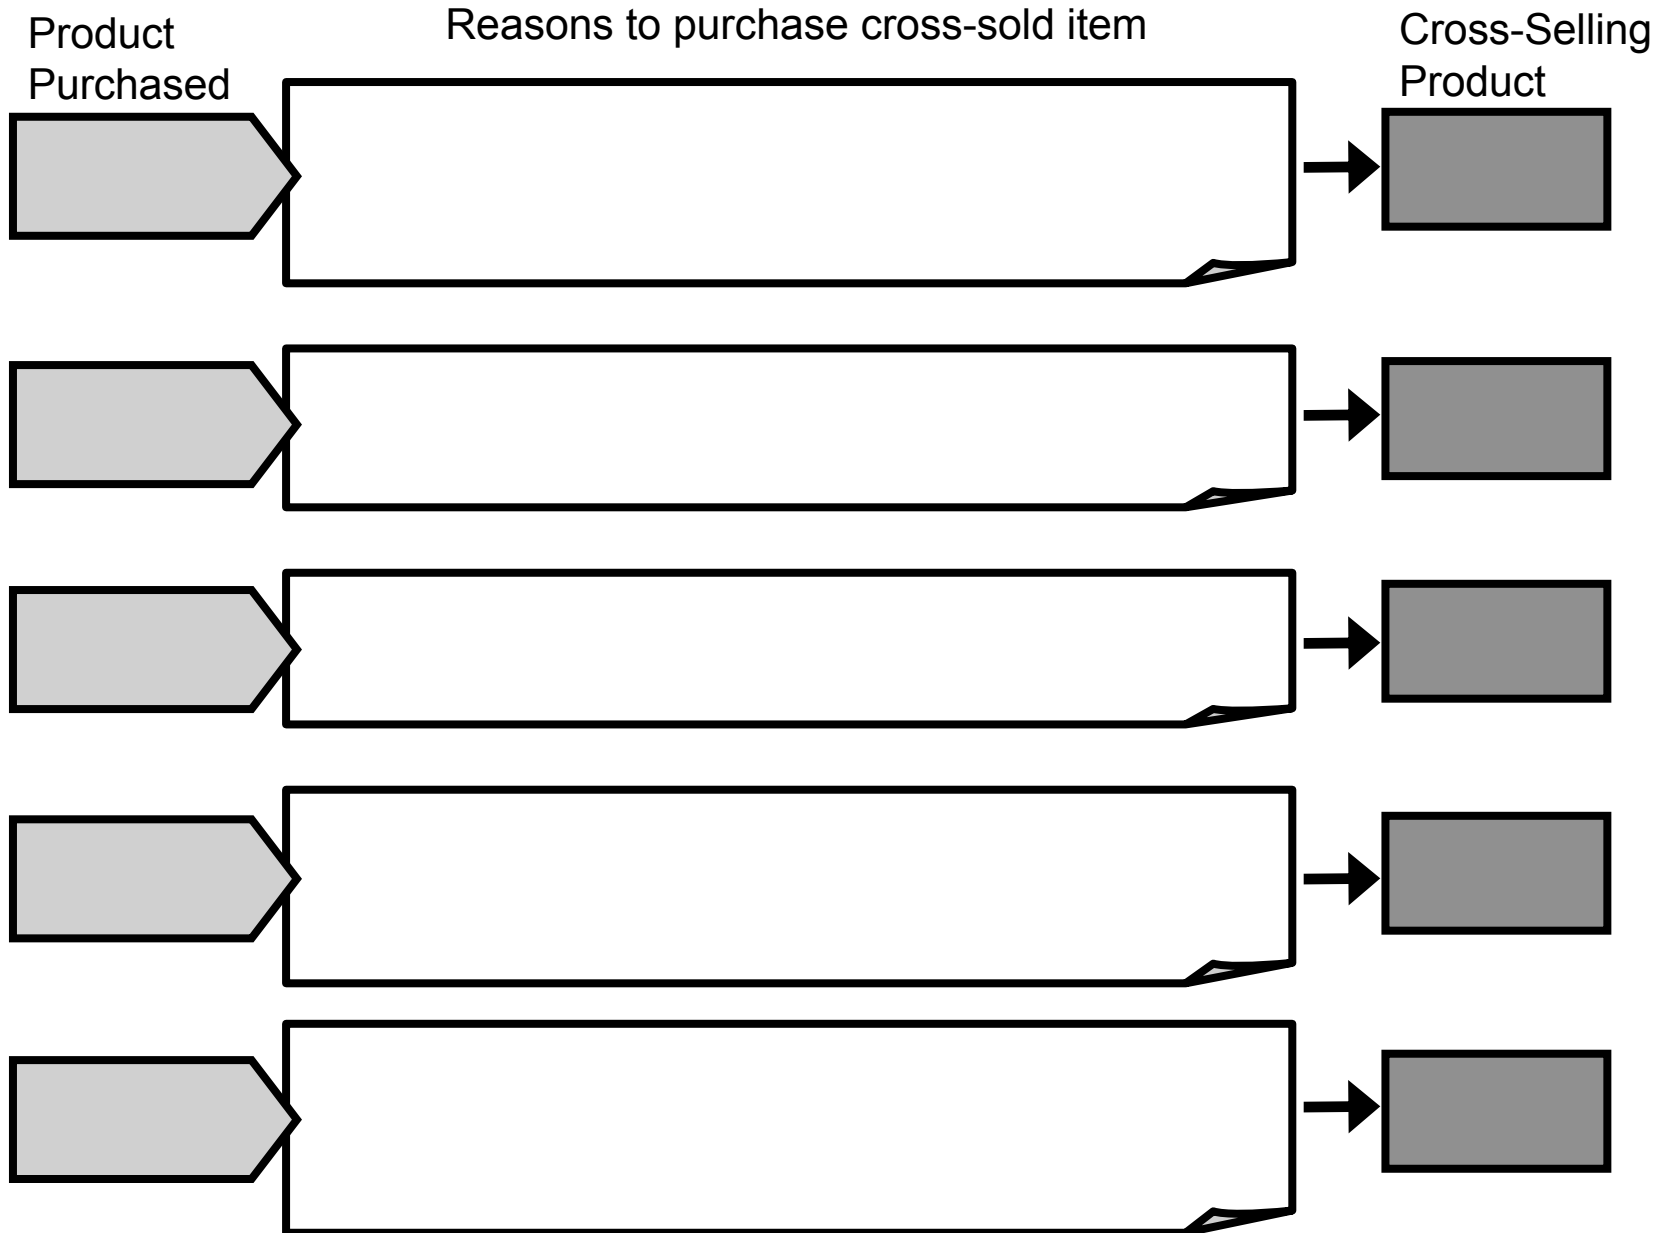 Product
Purchased
Reasons to purchase cross-sold item
Cross-Selling
Product